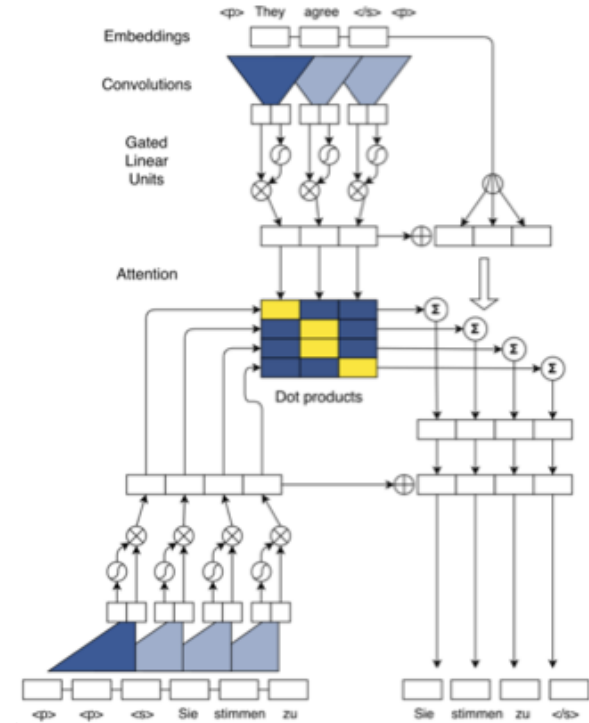 <p> They agree </s> <p>
Embeddings
Convolutions
Gated
Linear
Units
Attention
Σ
Σ
Σ
Σ
Dot products
<p> <p> <s> Sie stimmen zu
Sie stimmen zu </s>